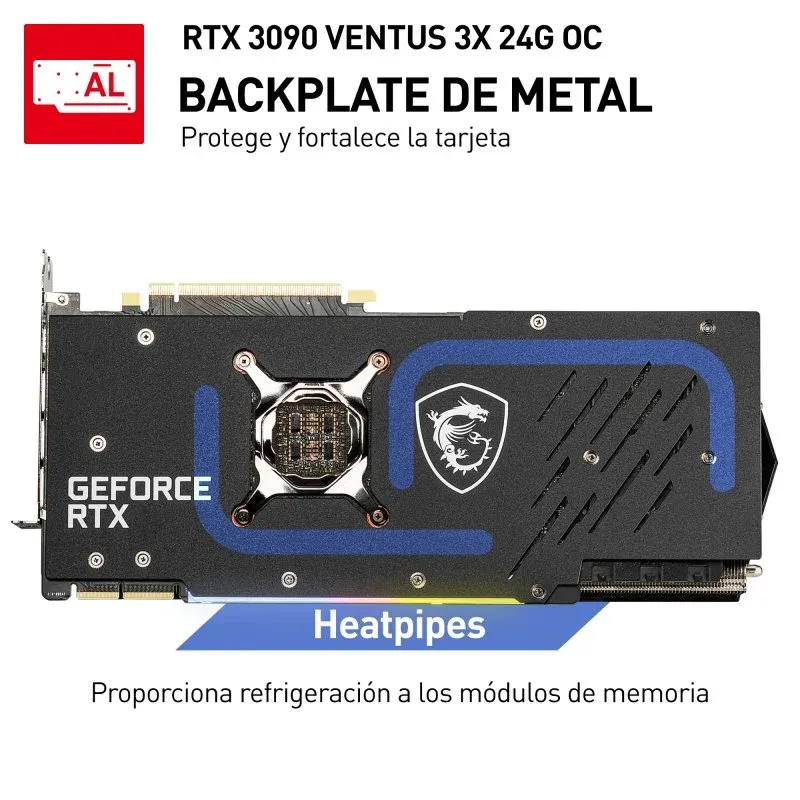 AL
RTX 3090 VENTUS 3X 24G OC
BACKPLATE DE METAL
Protege y fortalece la tarjeta
GEFORCE
RTX
Heatpipes
Proporciona refrigeración a los módulos de memoria